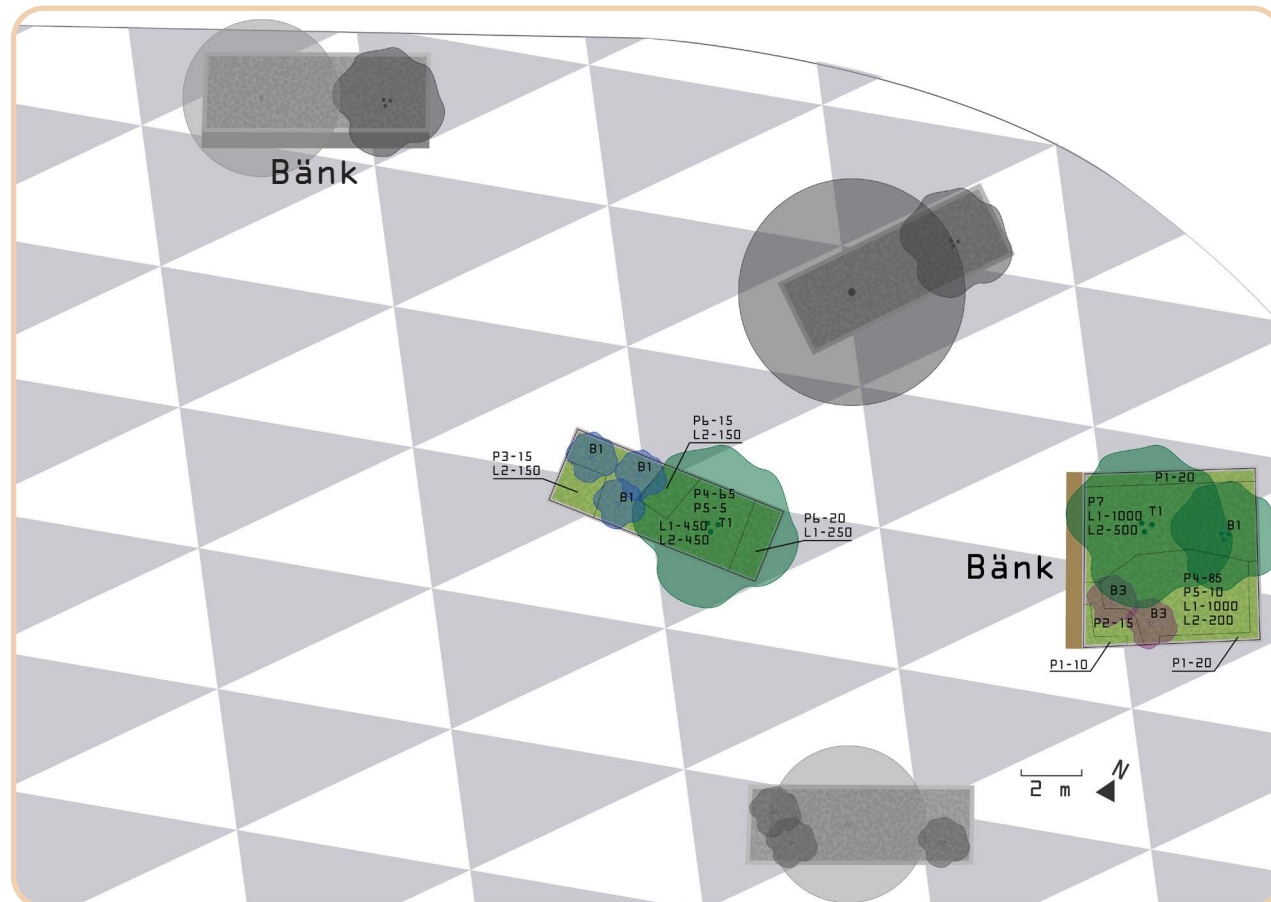 Bänk
P6-15
L2-150
P3-15
L2-150
B1
B1
B1
P4-65
P5-5
L1-450
L2-450
T1
P6-20
L1-250
Bänk
P1-20
P7
L1-1000
L2-500
T1
B1
B3
B3
P2-15
P4-85
P5-10
L1-1000
L2-200
P1-10
P1-20
2 m
N